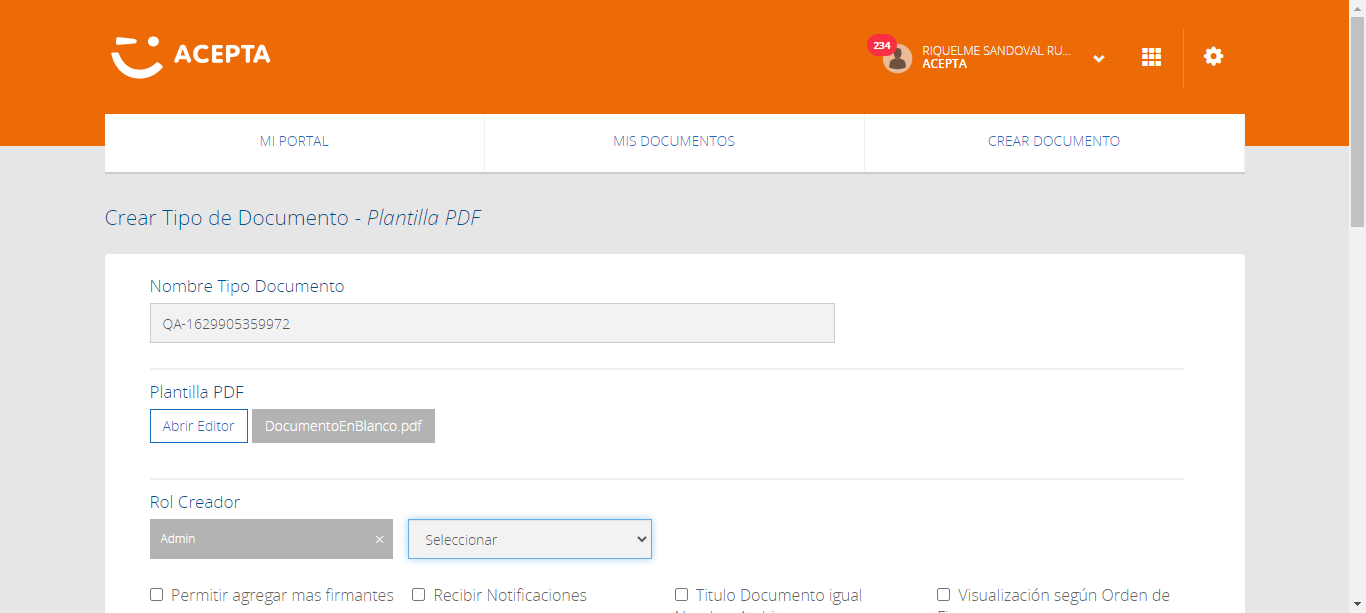 ACEPTA
234
RIQUELME SANDOVAL RU...
ACEPTA
MI PORTAL
MIS DOCUMENTOS
CREAR DOCUMENTO
Crear Tipo de Documento - Plantilla PDF
Nombre Tipo Documento
QA-1629905359972
Plantilla PDF
Abrir Editor
DocumentoEnBlanco.pdf
Rol Creador
Admin ×
Seleccionar
Permitir agregar mas firmantes
Recibir Notificaciones
Titulo Documento igual
Visualización según Orden de